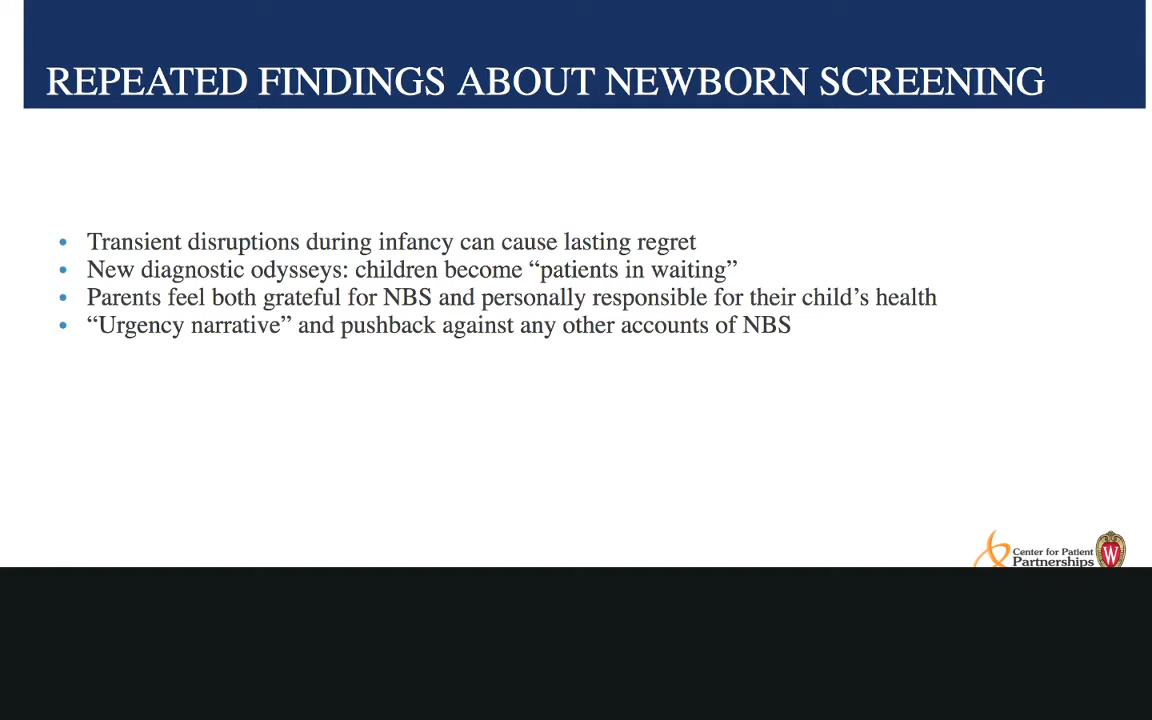 REPEATED FINDINGS ABOUT NEWBORN SCREENING
• Transient disruptions during infancy can cause lasting regret
• New diagnostic odysseys: children become “patients in waiting”
• Parents feel both grateful for NBS and personally responsible for their child’s health
• “Urgency narrative” and pushback against any other accounts of NBS
Center for Patient
Partnerships
W